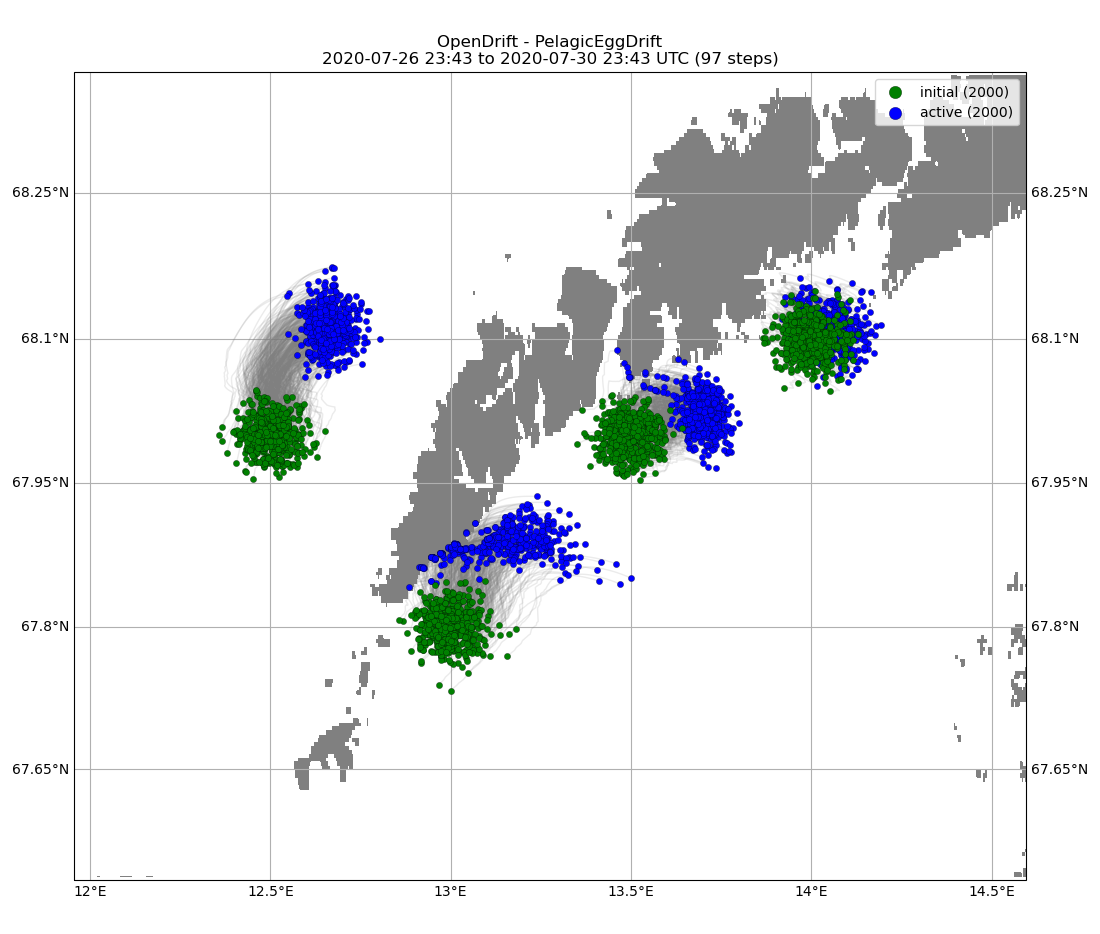 OpenDrift - PelagicEggDrift
2020-07-26 23:43 to 2020-07-30 23:43 UTC (97 steps)
initial (2000)
active (2000)
68.25°N
68.25°N
68.1°N
68.1°N
67.95°N
67.95°N
67.8°N
67.8°N
67.65°N
67.65°N
12°E
12.5°E
13°E
13.5°E
14°E
14.5°E